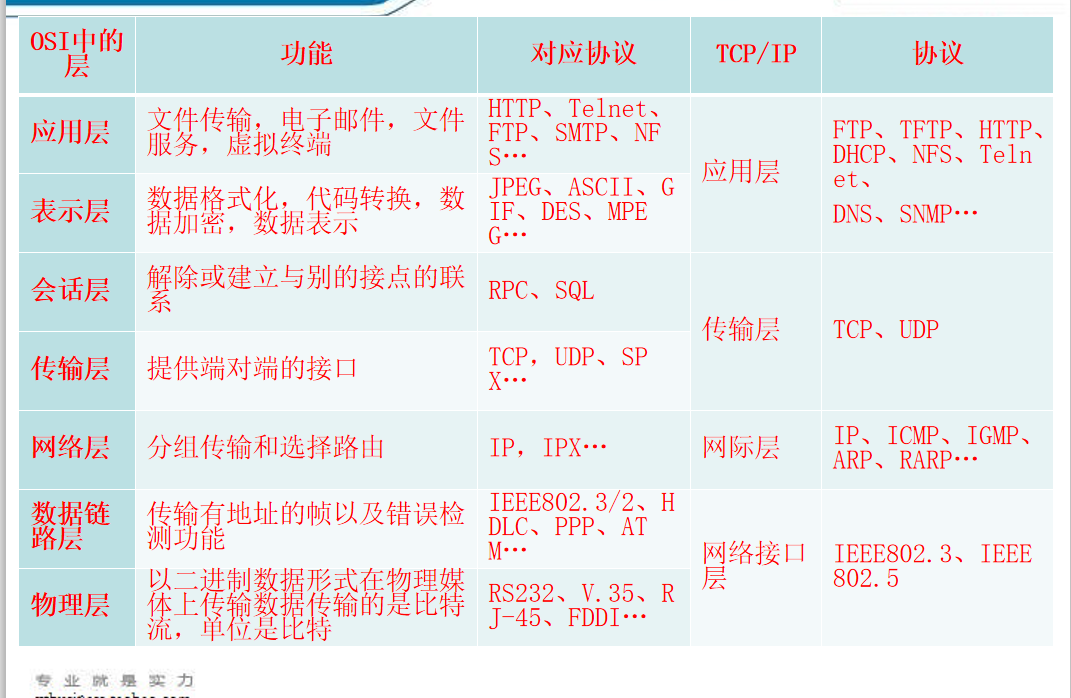 OSI中的
层
功能
对应协议
TCP/IP
协议
应用层
文件传输，电子邮件，文件
服务，虚拟终端
HTTP、Telnet、
FTP、SMTP、NF
S…
应用层
FTP、TFTP、HTTP、
DHCP、NFS、Teln
et、
DNS、SNMP…
表示层
数据格式化，代码转换，数
据加密，数据表示
JPEG、ASCII、G
IF、DES、MPE
G…
会话层
解除或建立与别的接点的联
系
RPC、SQL
传输层
TCP、UDP
传输层
提供端对端的接口
TCP，UDP、SP
X…
网络层
分组传输和选择路由
IP，IPX…
网际层
IP、ICMP、IGMP、
ARP、RARP…
数据链
路层
传输有地址的帧以及错误检
测功能
IEEE802.3/2、H
DLC、PPP、AT
M…
网络接口
层
IEEE802.3、IEEE
802.5
物理层
以二进制数据形式在物理媒
体上传输数据传输的是比特
流，单位是比特
RS232、V.35、R
J-45、FDDI…
专业就是实力